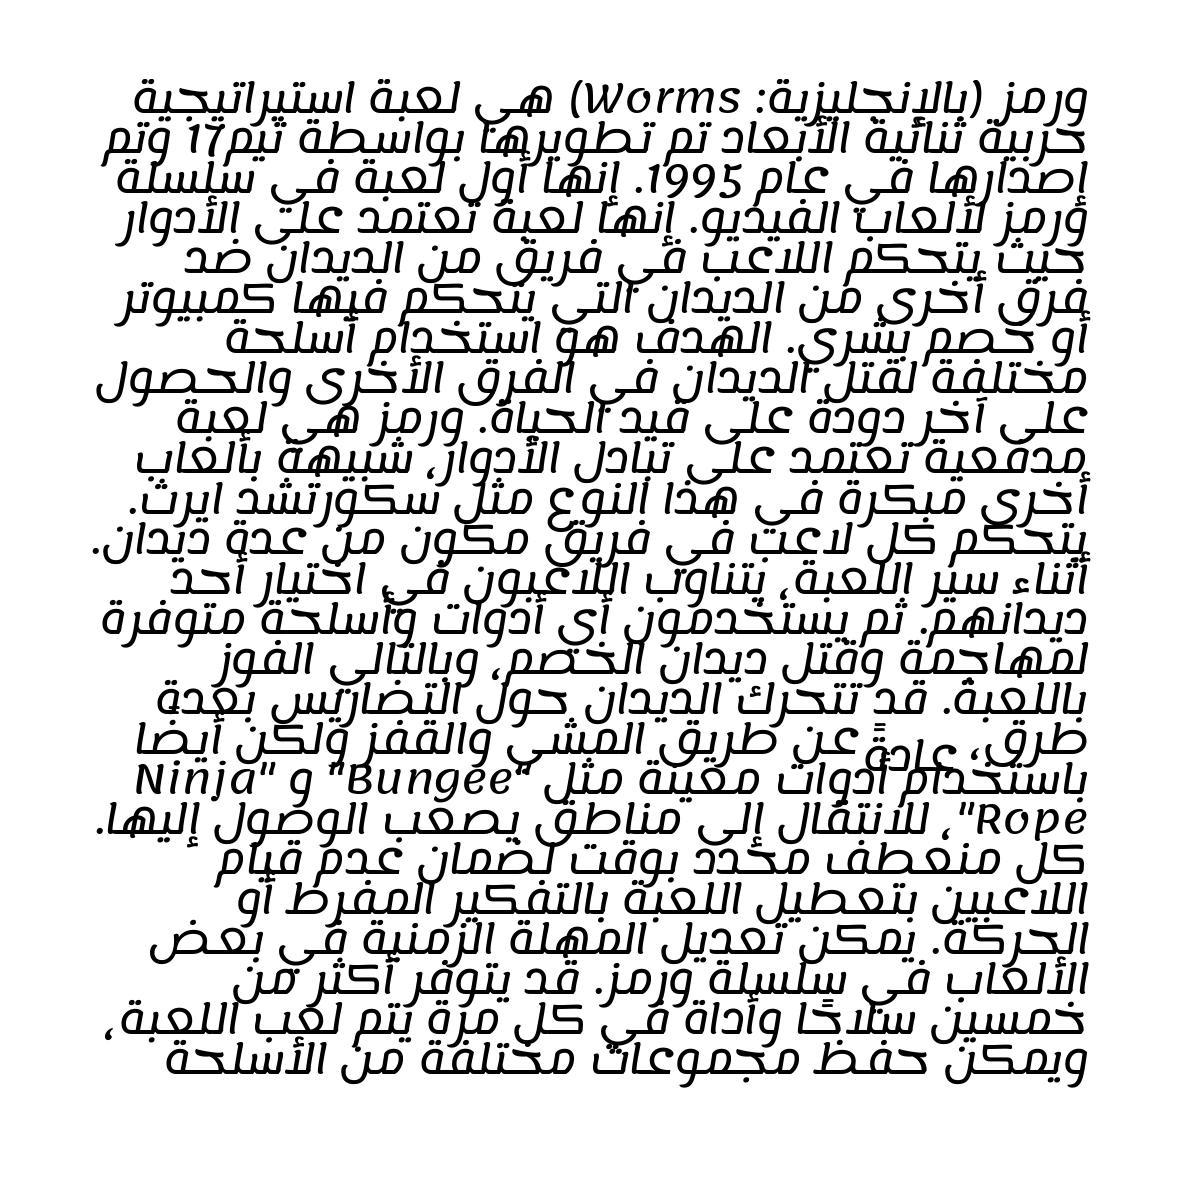 ورمز (بالإنجليزية: Worms) هي لعبة استيراتيجية
حربية ثنائية الأبعاد تم تطويرها بواسطة تيم17 وتم
إصدارها في عام 1995. إنها أول لعبة في سلسلة
ورمز لألعاب الفيديو. إنها لعبة تعتمد على الأدوار
حيث يتحكم اللاعب في فريق من الديدان ضد
فرق أخرى من الديدان التي يتحكم فيها كمبيوتر
أو خصم بشري. الهدف هو استخدام أسلحة
مختلفة لقتل الديدان في الفرق الأخرى والحصول
على آخر دودة على قيد الحياة. ورمز هي لعبة
مدفعية تعتمد على تبادل الأدوار، شبيهة بألعاب
أخرى مبكرة في هذا النوع مثل سكورتشد ايرث.
يتحكم كل لاعب في فريق مكون من عدة ديدان.
أثناء سير اللعبة، يتناوب اللاعبون في اختيار أحد
ديدانهم. ثم يستخدمون أي أدوات وأسلحة متوفرة
لمهاجمة وقتل ديدان الخصم، وبالتالي الفوز
باللعبة. قد تتحرك الديدان حول التضاريس بعدة
طرق، عادةً عن طريق المشي والقفز ولكن أيضًا
باستخدام أدوات معينة مثل "Bungee" و "Ninja
Rope"، للانتقال إلى مناطق يصعب الوصول إليها.
كل منعطف محدد بوقت لضمان عدم قيام
اللاعبين بتعطيل اللعبة بالتفكير المفرط أو
الحركة. يمكن تعديل المهلة الزمنية في بعض
الألعاب في سلسلة ورمز. قد يتوفر أكثر من
خمسين سلاحًا وأداة في كل مرة يتم لعب اللعبة،
ويمكن حفظ مجموعات مختلفة من الأسلحة